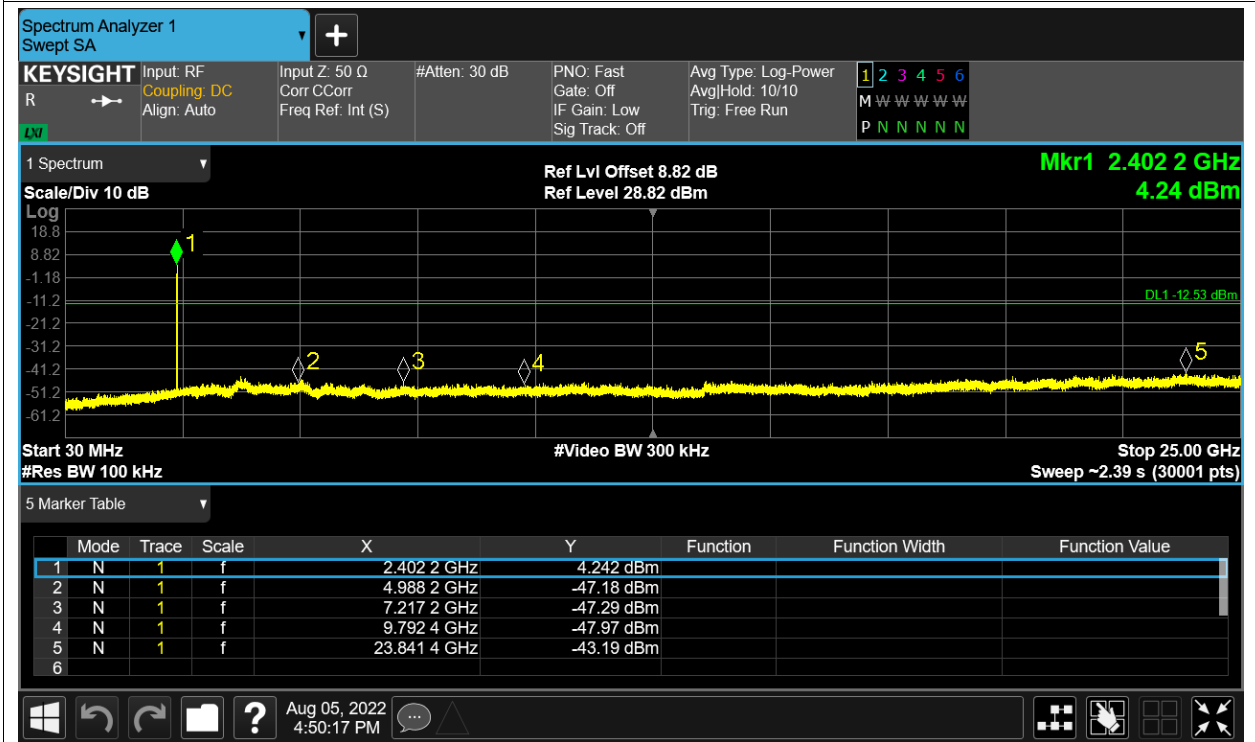 Spectrum Analyzer 1
Swept SA
KEYSIGHT
R
LXI
Input: RF
Coupling: DC
Align: Auto
Input Z: 50 Ω
Corr CCorr
Freq Ref: Int (S)
#Atten: 30 dB
PNO: Fast
Gate: Off
IF Gain: Low
Sig Track: Off
Avg Type: Log-Power
Avg|Hold: 10/10
Trig: Free Run
1 2 3 4 5 6
M W W W W W
P N N N N N
1 Spectrum
Scale/Div 10 dB
Ref Lvl Offset 8.82 dB
Ref Level 28.82 dBm
Mkr1 2.402 2 GHz
4.24 dBm
Log
18.8
8.82
-1.18
-11.2
-21.2
-31.2
-41.2
-51.2
-61.2
1
2
3
4
5
DL1 -12.53 dBm
Start 30 MHz
#Res BW 100 kHz
#Video BW 300 kHz
Stop 25.00 GHz
Sweep ~2.39 s (30001 pts)
5 Marker Table
Mode Trace Scale X Y Function Function Width Function Value
1 N 1 f 2.402 2 GHz 4.242 dBm
2 N 1 f 4.988 2 GHz -47.18 dBm
3 N 1 f 7.217 2 GHz -47.29 dBm
4 N 1 f 9.792 4 GHz -47.97 dBm
5 N 1 f 23.841 4 GHz -43.19 dBm
6
?
Aug 05, 2022
4:50:17 PM